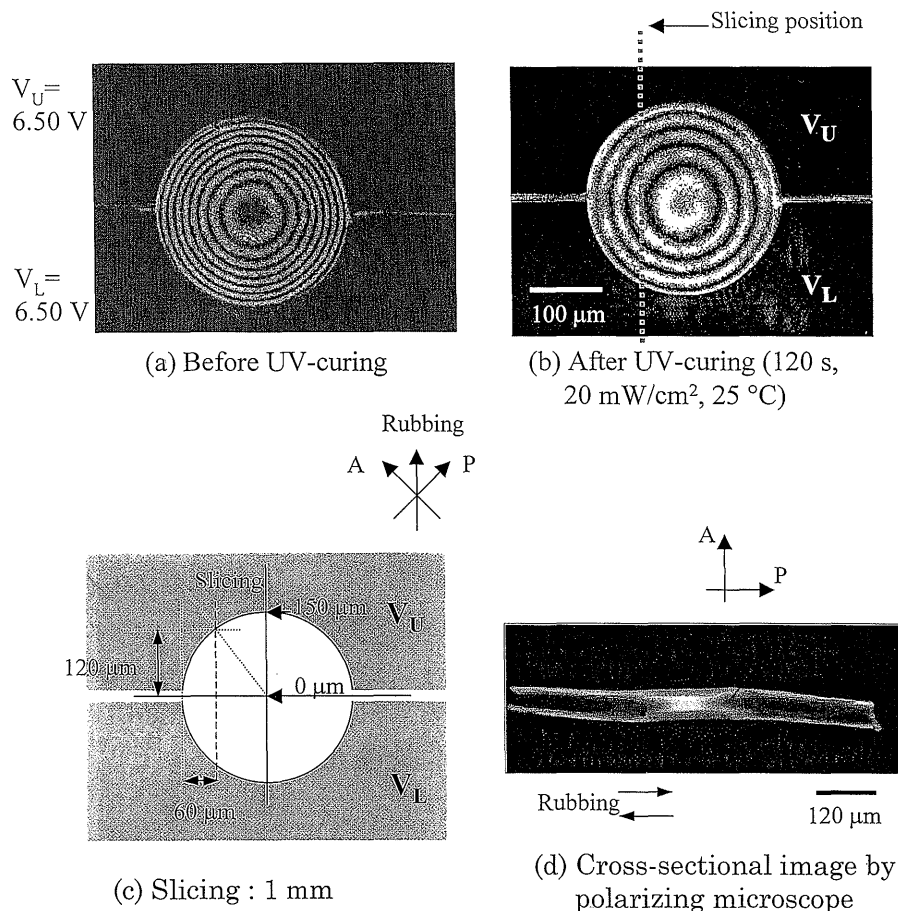 Slicing position
V_U=
6.50 V
V_L=
6.50 V
V_U
V_L
100 μm
(a) Before UV-curing
(b) After UV-curing (120 s,
20 mW/cm², 25 °C)
Rubbing
A
P
Slicing
150 μm
V_U
120 μm
0 μm
60 μm
V_L
(c) Slicing : 1 mm
A
P
Rubbing
120 μm
(d) Cross-sectional image by
polarizing microscope